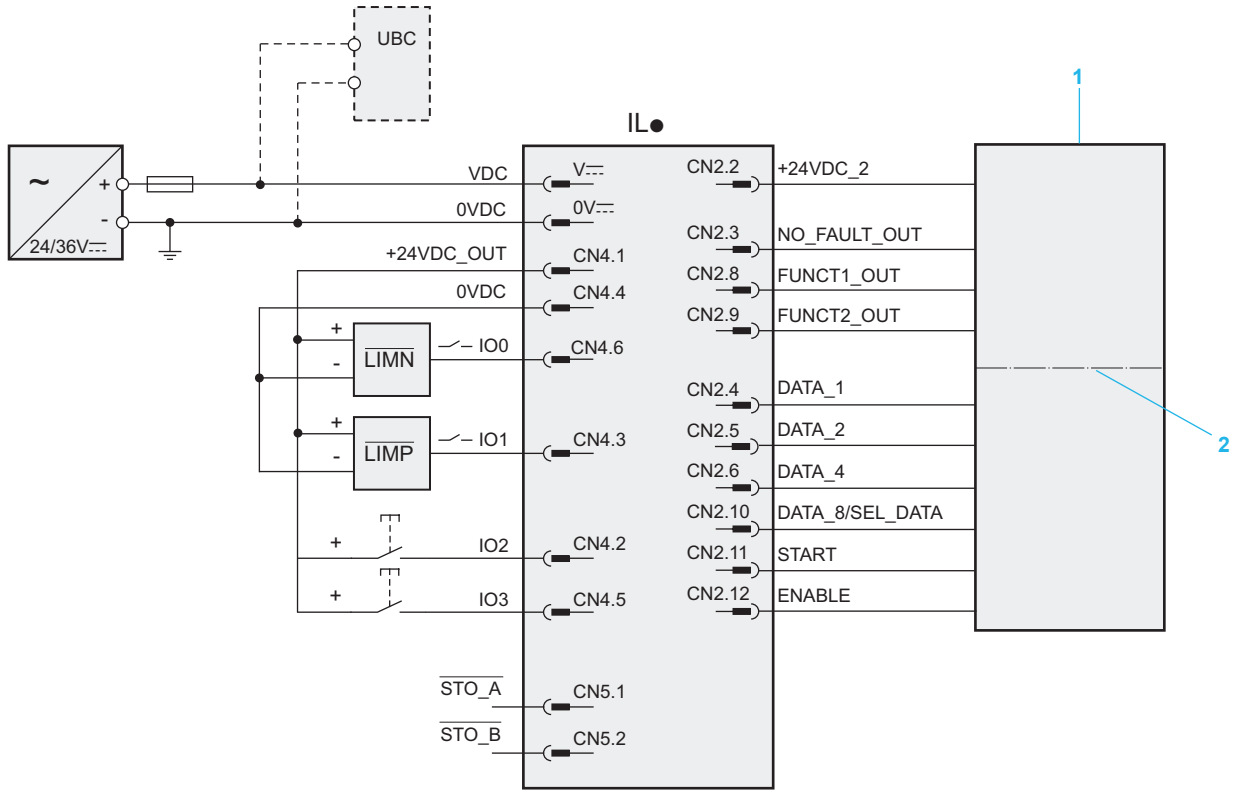 UBC
1
IL●
~
+
-
24/36V
VDC
V
0VDC
0V
+24VDC_OUT
CN4.1
0VDC
CN4.4
+
-
LIMN
IO0
CN4.6
+
-
LIMP
IO1
CN4.3
+
IO2
CN4.2
+
IO3
CN4.5
STO_A
CN5.1
STO_B
CN5.2
CN2.2
+24VDC_2
CN2.3
NO_FAULT_OUT
CN2.8
FUNCT1_OUT
CN2.9
FUNCT2_OUT
CN2.4
DATA_1
CN2.5
DATA_2
CN2.6
DATA_4
CN2.10
DATA_8/SEL_DATA
CN2.11
START
CN2.12
ENABLE
2